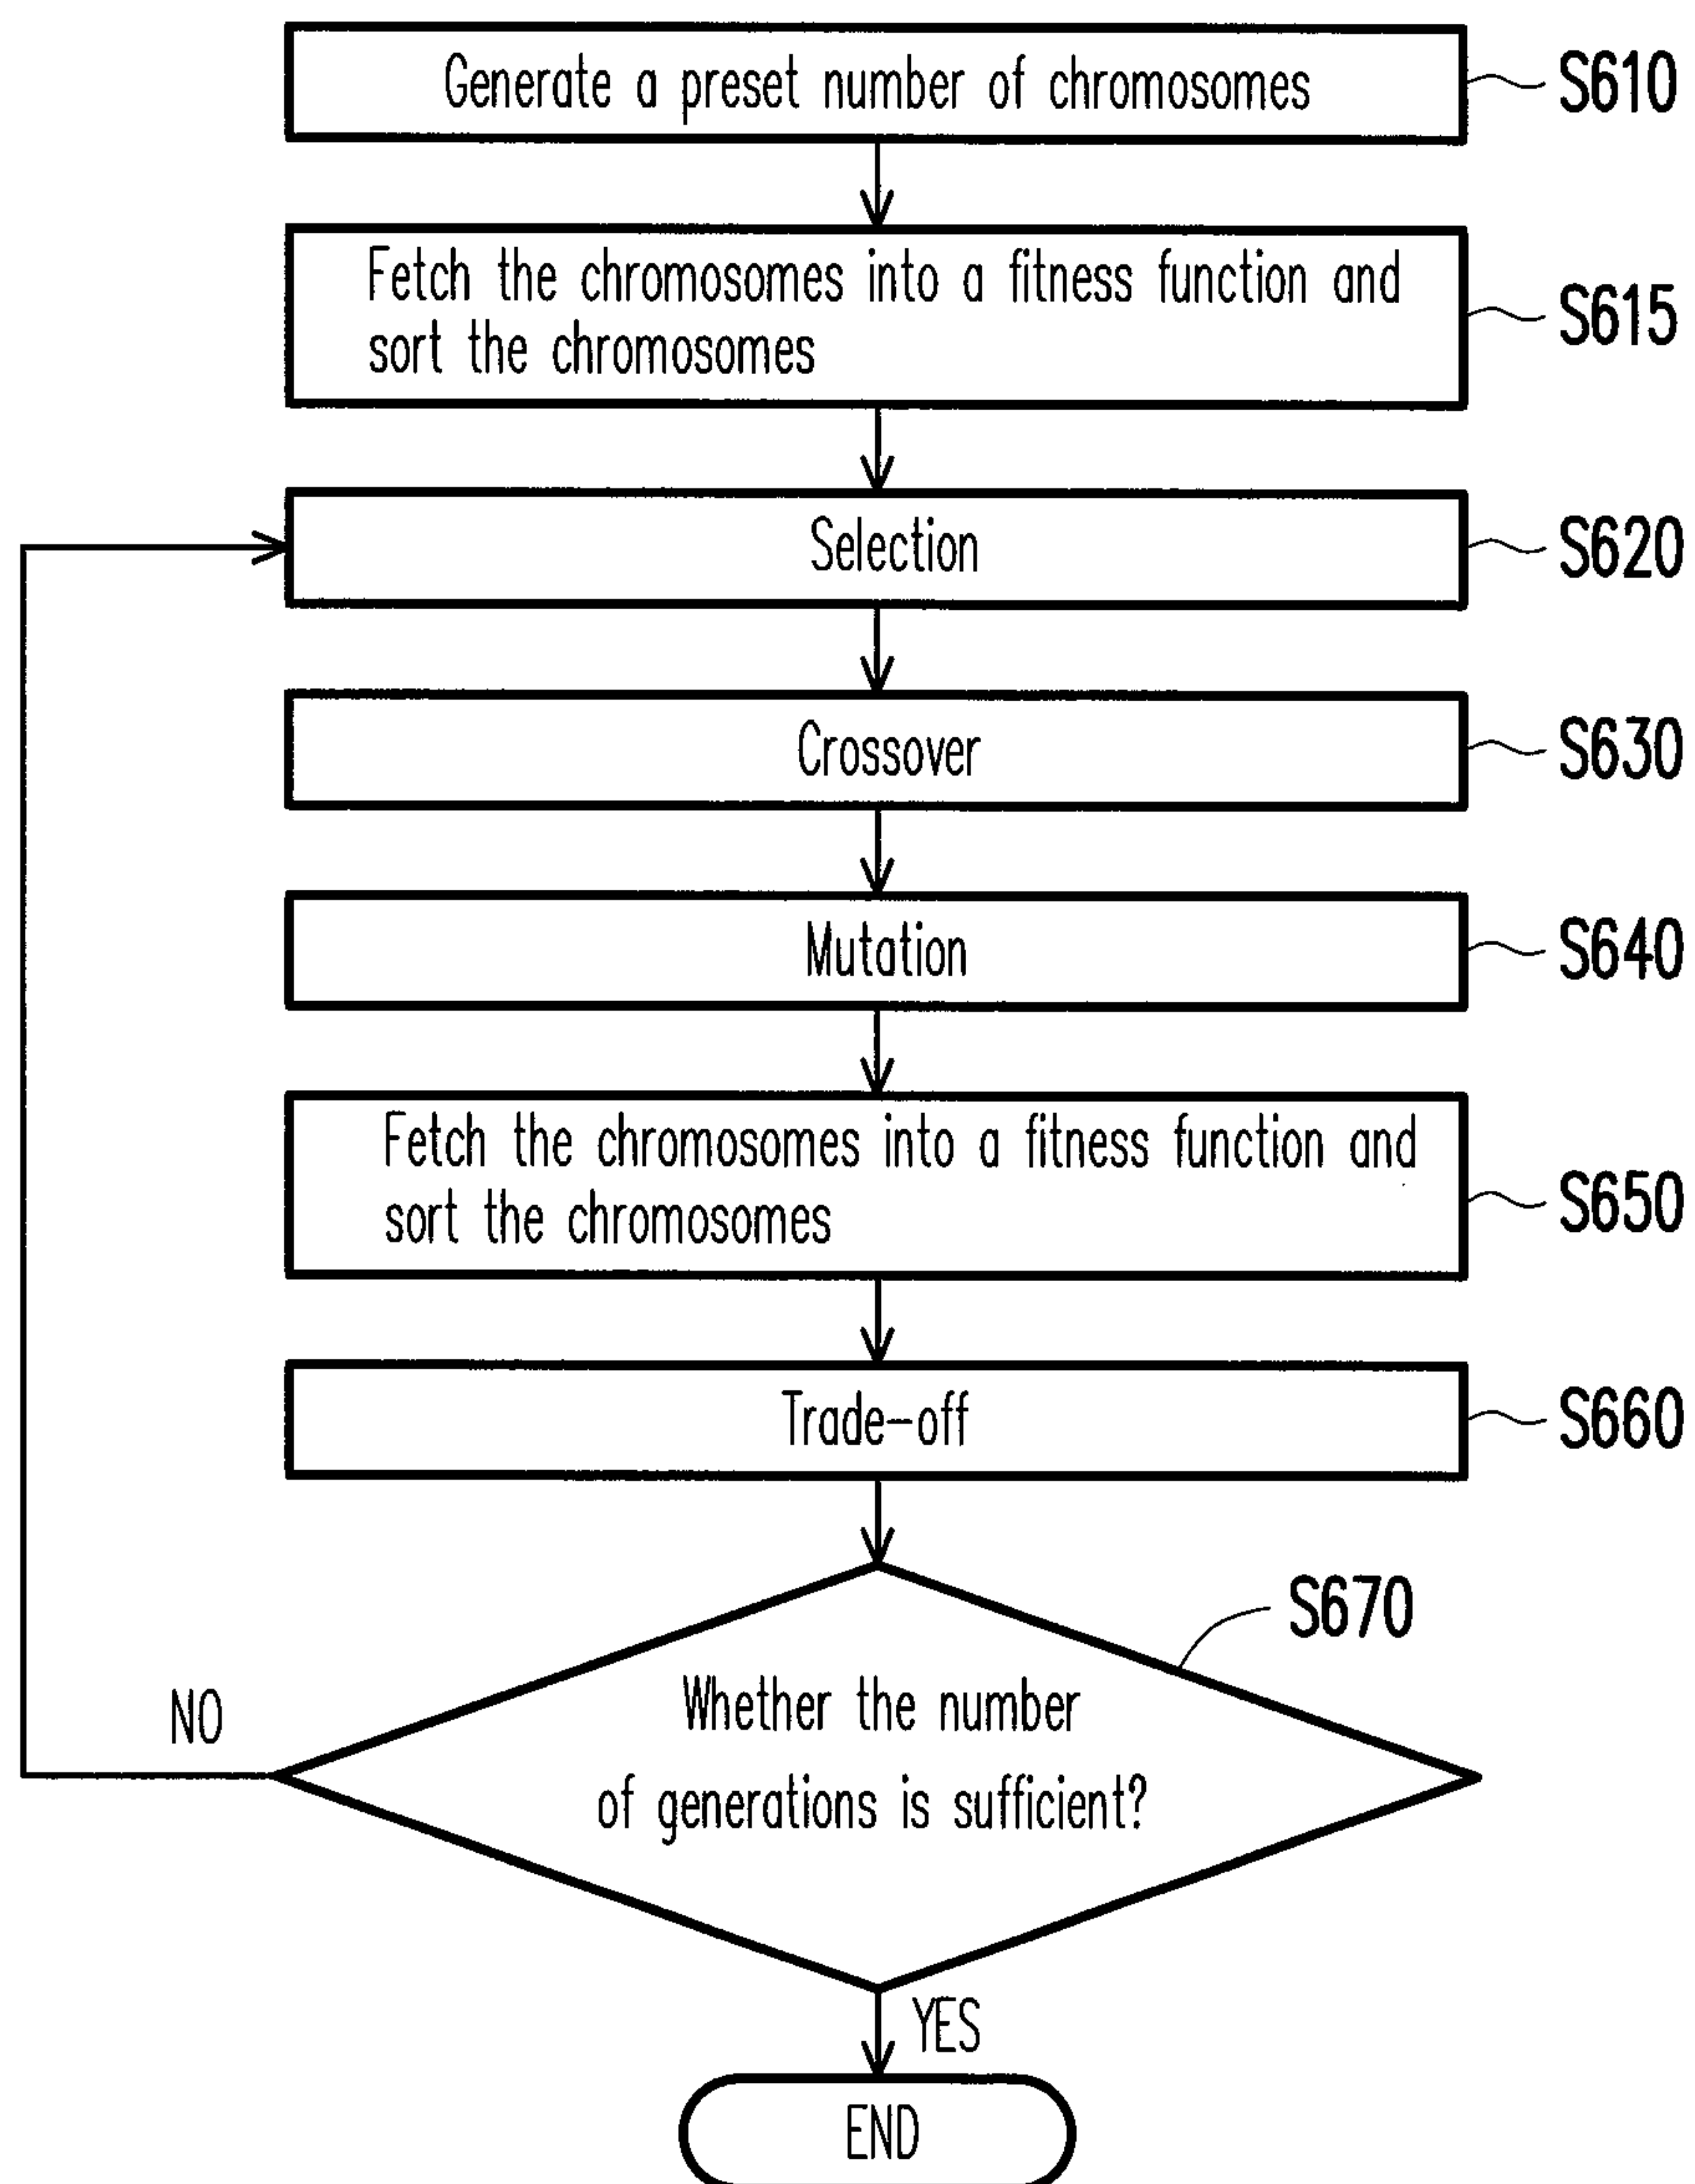 Generate a preset number of chromosomes
S610
Fetch the chromosomes into a fitness function and
sort the chromosomes
S615
Selection
S620
Crossover
S630
Mutation
S640
Fetch the chromosomes into a fitness function and
sort the chromosomes
S650
Trade-off
S660
S670
Whether the number
of generations is sufficient?
NO
YES
END